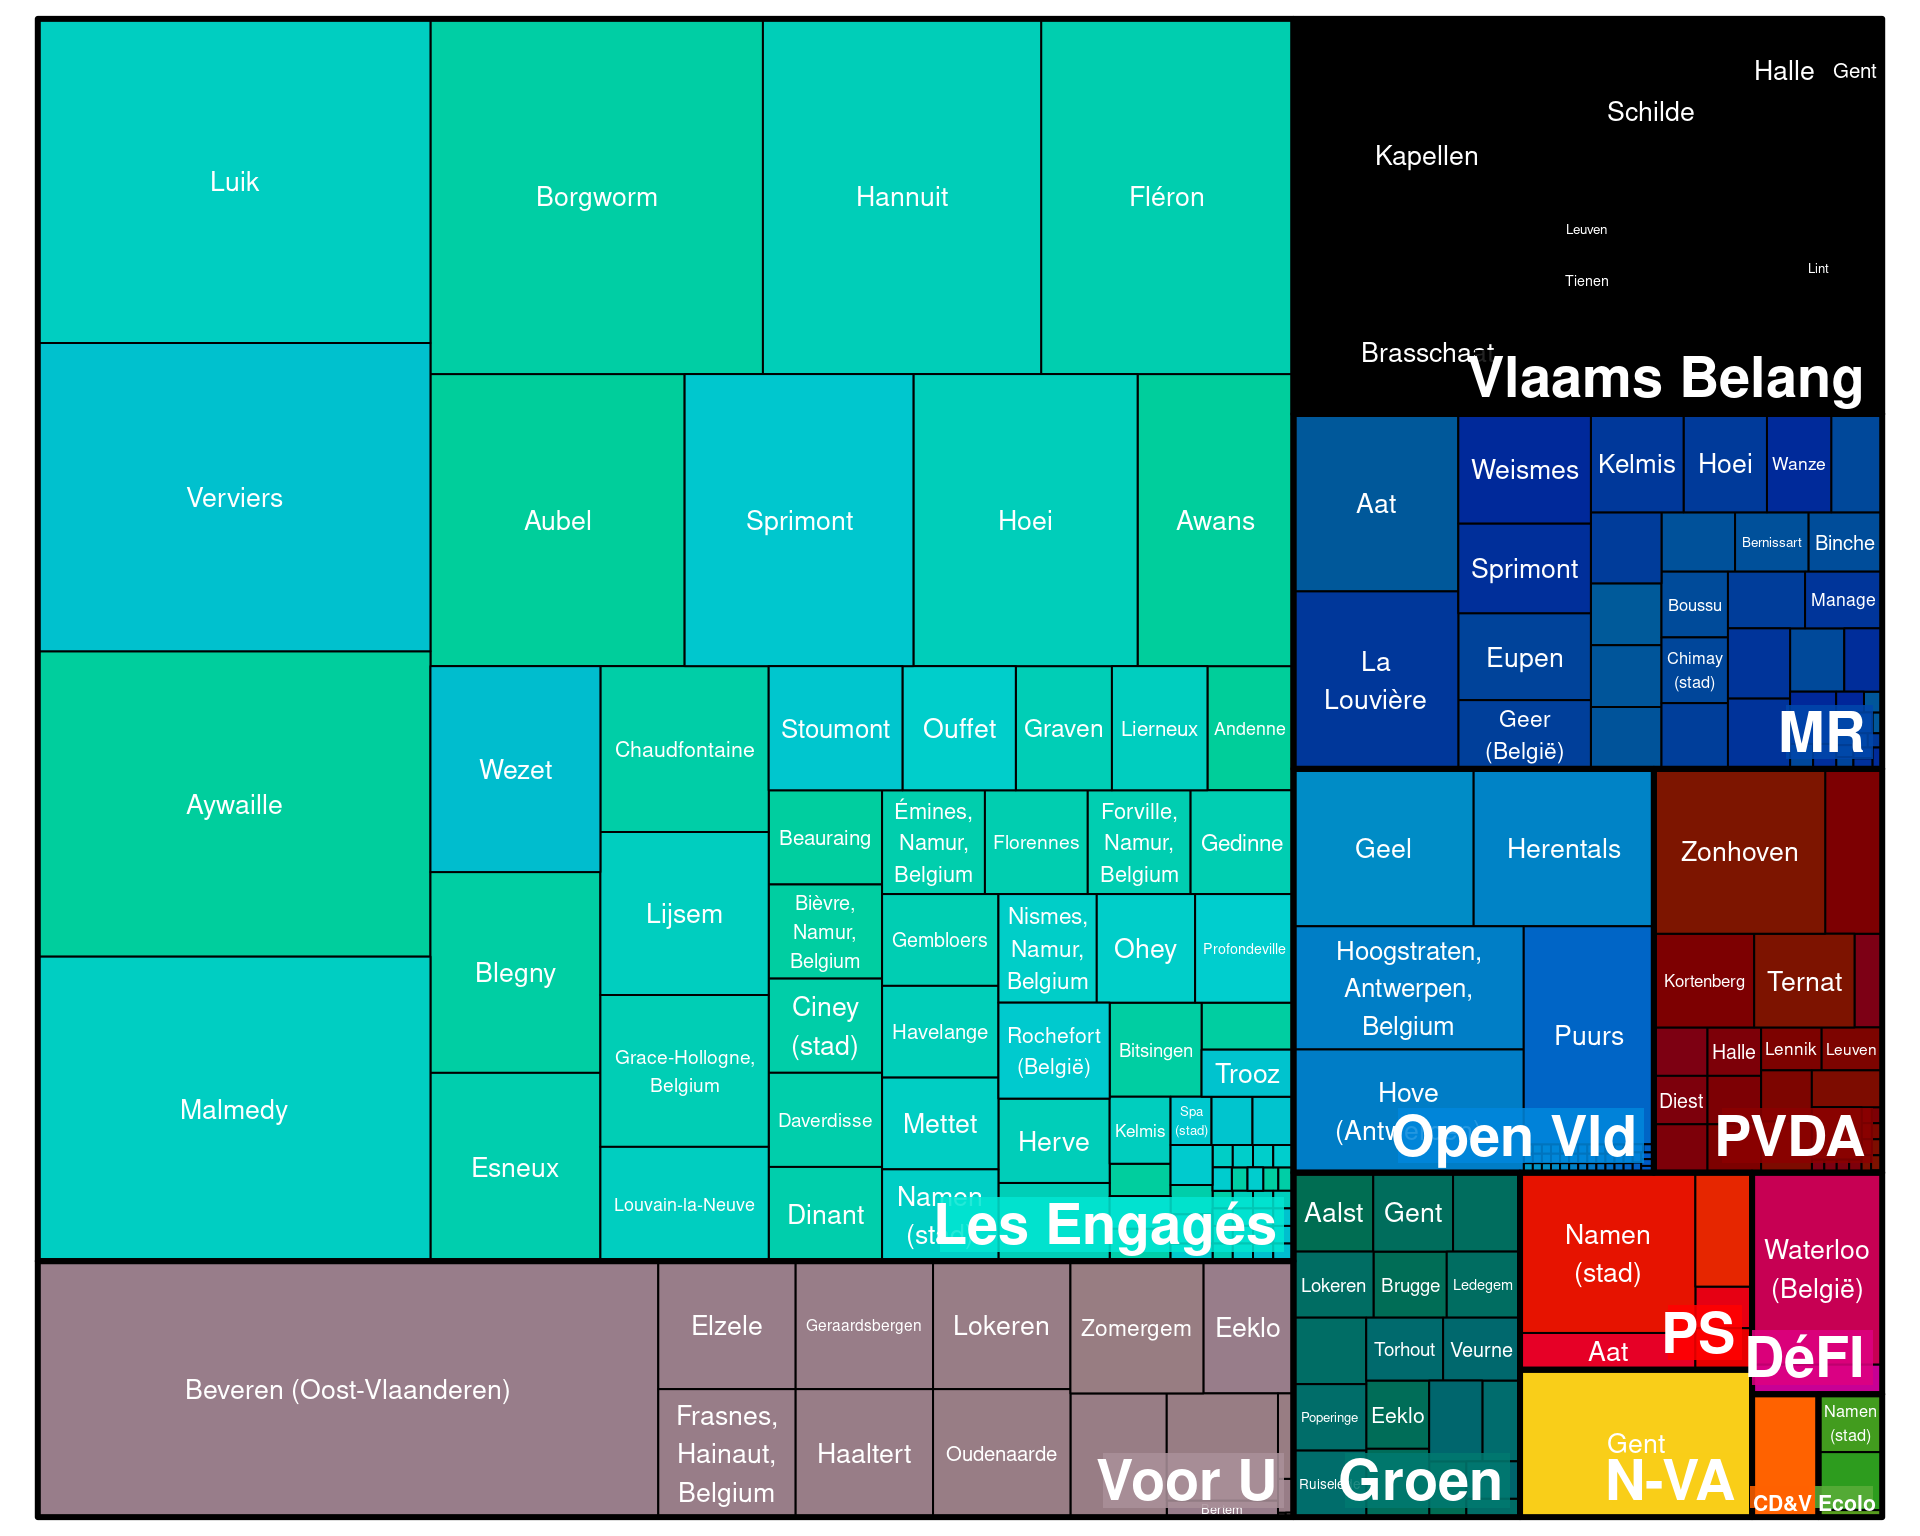 Luik
Borgworm
Hannuit
Fléron
Verviers
Aubel
Sprimont
Hoei
Awans
Aywaille
Malmedy
Wezet
Blegny
Esneux
Chaudfontaine
Lijsem
Grace-Hollogne,
Belgium
Louvain-la-Neuve
Stoumont
Ouffet
Graven
Lierneux
Andenne
Beauraing
Bièvre,
Namur,
Belgium
Ciney
(stad)
Daverdisse
Dinant
Émines,
Namur,
Belgium
Florennes
Forville,
Namur,
Belgium
Gedinne
Gembloers
Havelange
Mettet
Namen
(stad)
Nismes,
Namur,
Belgium
Ohey
Profondeville
Rochefort
(België)
Herve
Bitsingen
Trooz
Kelmis
Spa
(stad)
Les Engagés
Beveren (Oost-Vlaanderen)
Elzele
Geraardsbergen
Lokeren
Zomergem
Eeklo
Frasnes,
Hainaut,
Belgium
Haaltert
Oudenaarde
Bertem
Voor U
Halle
Gent
Schilde
Kapellen
Leuven
Lint
Tienen
Brasschaat
Vlaams Belang
Aat
La
Louvière
Weismes
Sprimont
Eupen
Geer
(België)
Kelmis
Hoei
Wanze
Bernissart
Binche
Boussu
Manage
Chimay
(stad)
MR
Geel
Herentals
Hoogstraten,
Antwerpen,
Belgium
Puurs
Hove
(Antwerpen)
Open Vld
Zonhoven
Kortenberg
Ternat
Halle
Lennik
Leuven
Diest
PVDA
Aalst
Gent
Lokeren
Brugge
Ledegem
Torhout
Veurne
Poperinge
Eeklo
Ruiselede
Groen
Namen
(stad)
Aat
PS
Waterloo
(België)
DéFI
Gent
N-VA
CD&V
Namen
(stad)
Ecolo